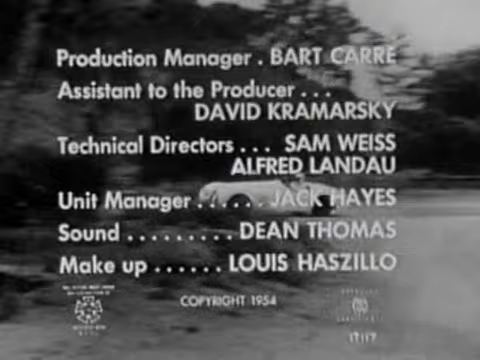 Production Manager . BART CARRÉ
Assistant to the Producer . . .
DAVID KRAMARSKY
Technical Directors . . . SAM WEISS
ALFRED LANDAU
Unit Manager . . . . . . JACK HAYES
Sound . . . . . . . . . DEAN THOMAS
Make up . . . . . . LOUIS HASZILLO
COPYRIGHT 1954